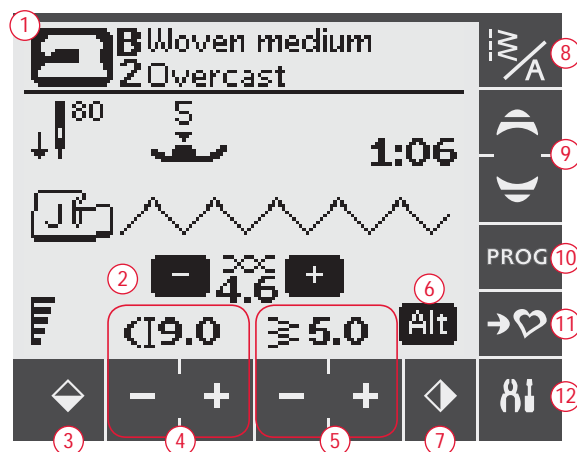 1
B Woven medium
2 Overcast
8
80
5
1:06
9
J
PROG 10
2
− 4.6 +
6
9.0
5.0
Alt
11
− +
− +
12
3
4
5
7
A